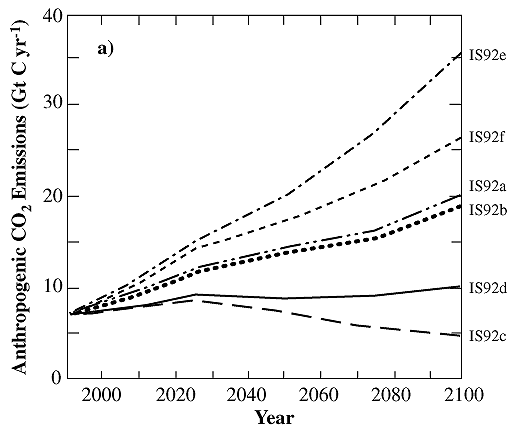 40
30
20
10
0
Anthropogenic CO2 Emissions (Gt C yr-1)
a)
IS92e
IS92f
IS92a
IS92b
IS92d
IS92c
2000 2020 2040 2060 2080 2100
Year